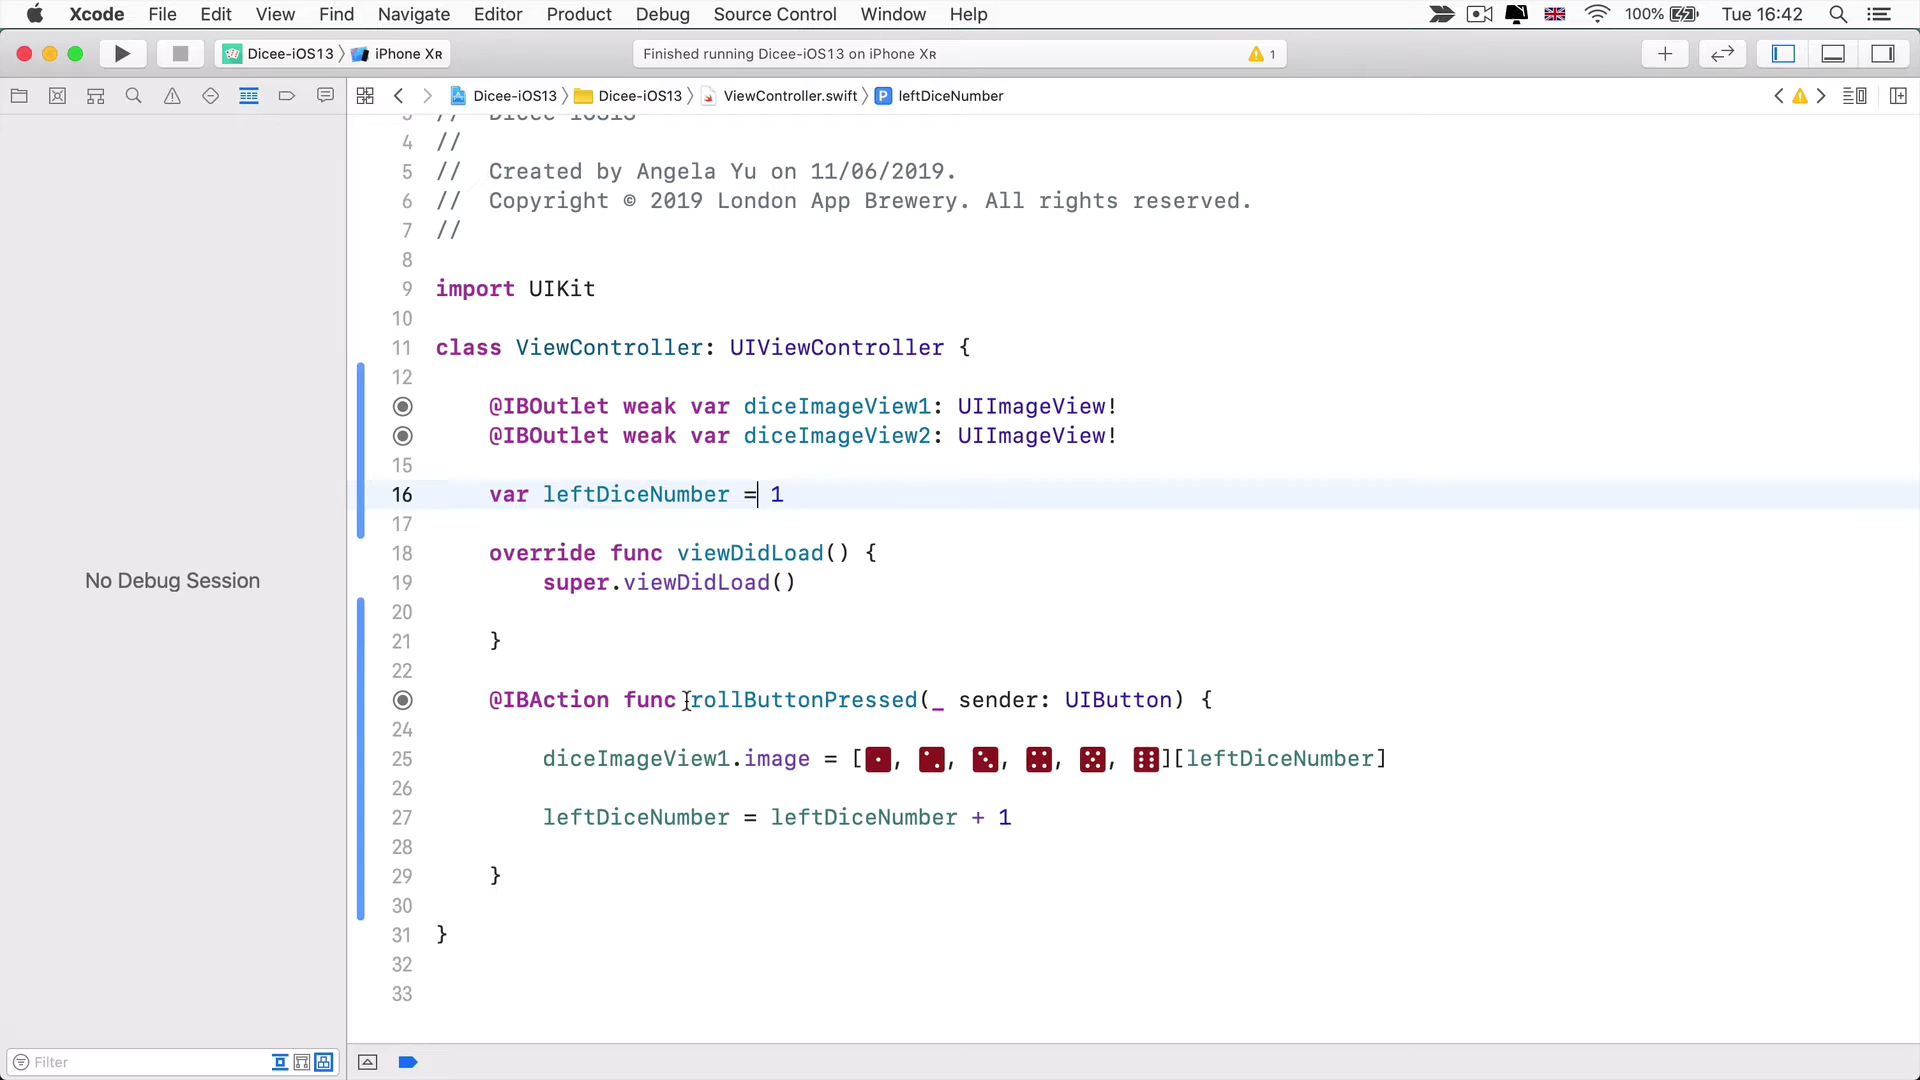 Xcode File Edit View Find Navigate Editor Product Debug Source Control Window Help 100% Tue 16:42
Dicee-iOS13 iPhone XR Finished running Dicee-iOS13 on iPhone XR 1
Dicee-iOS13 Dicee-iOS13 ViewController.swift P leftDiceNumber
3 // Dicee-iOS13
4 //
5 // Created by Angela Yu on 11/06/2019.
6 // Copyright © 2019 London App Brewery. All rights reserved.
7 //
8
9 import UIKit
10
11 class ViewController: UIViewController {
12
@IBOutlet weak var diceImageView1: UIImageView!
@IBOutlet weak var diceImageView2: UIImageView!
15
16 var leftDiceNumber = 1
17
18 override func viewDidLoad() {
19 super.viewDidLoad()
20
21 }
22
@IBAction func rollButtonPressed(_ sender: UIButton) {
24
25 diceImageView1.image = [⚀, ⚁, ⚂, ⚃, ⚄, ⚅][leftDiceNumber]
26
27 leftDiceNumber = leftDiceNumber + 1
28
29 }
30
31 }
32
33
No Debug Session
Filter